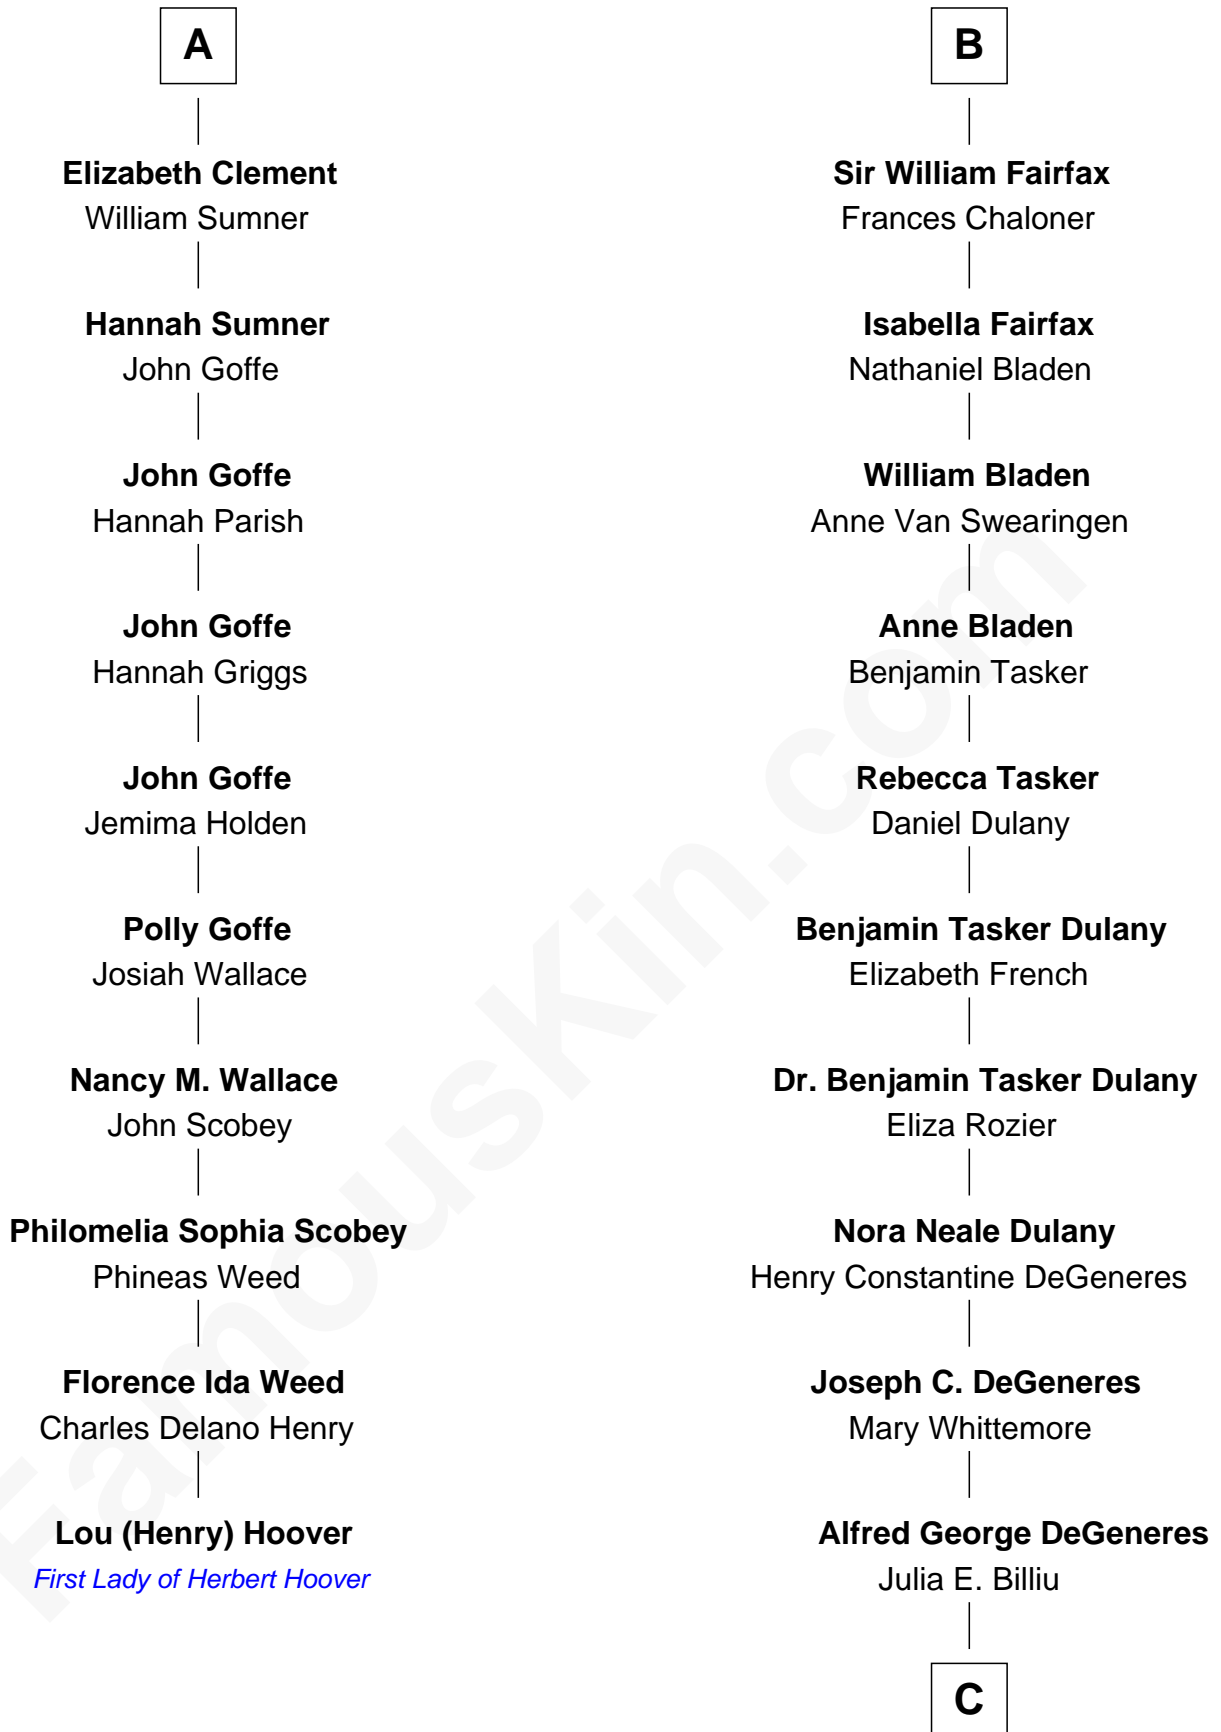 A
Elizabeth Clement
William Sumner
Hannah Sumner
John Goffe
John Goffe
Hannah Parish
John Goffe
Hannah Griggs
John Goffe
Jemima Holden
Polly Goffe
Josiah Wallace
Nancy M. Wallace
John Scobey
Philomelia Sophia Scobey
Phineas Weed
Florence Ida Weed
Charles Delano Henry
Lou (Henry) Hoover
First Lady of Herbert Hoover
B
Sir William Fairfax
Frances Chaloner
Isabella Fairfax
Nathaniel Bladen
William Bladen
Anne Van Swearingen
Anne Bladen
Benjamin Tasker
Rebecca Tasker
Daniel Dulany
Benjamin Tasker Dulany
Elizabeth French
Dr. Benjamin Tasker Dulany
Eliza Rozier
Nora Neale Dulany
Henry Constantine DeGeneres
Joseph C. DeGeneres
Mary Whittemore
Alfred George DeGeneres
Julia E. Billiu
C
FamousKin.com